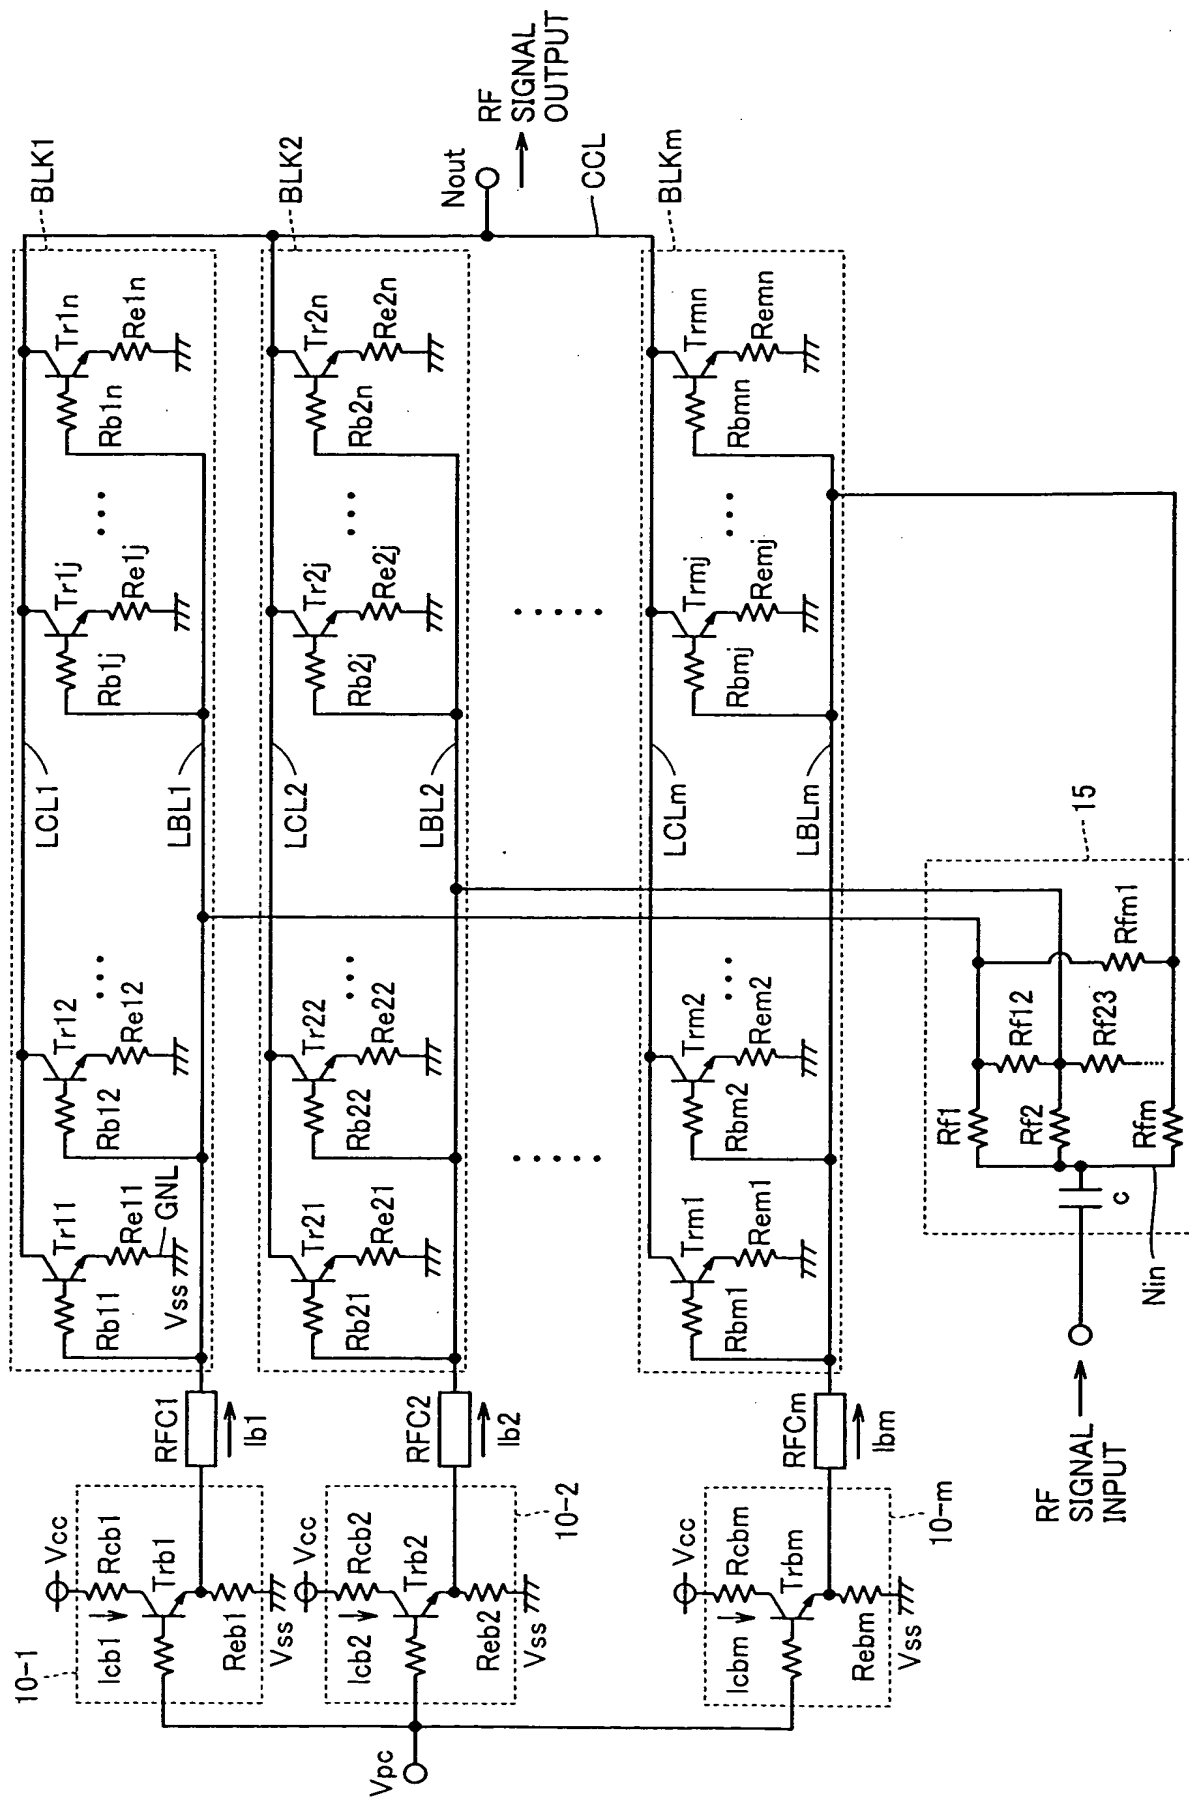 BLK1
LCL1
Tr11
Tr12
Tr1j
Tr1n
Re11
Re12
Re1j
Re1n
GNL
Vss
Rb11
Rb12
Rb1j
Rb1n
LBL1
10-1
Vcc
Rcb1
Icb1
Trb1
Reb1
Vss
RFC1
Ib1
BLK2
LCL2
Tr21
Tr22
Tr2j
Tr2n
Re21
Re22
Re2j
Re2n
Rb21
Rb22
Rb2j
Rb2n
LBL2
Vcc
Rcb2
Icb2
Trb2
Reb2
Vss
10-2
RFC2
Ib2
Vpc
Nout
RF
SIGNAL
OUTPUT
CCL
BLKm
LCLm
Trm1
Trm2
Trmj
Trmn
Rem1
Rem2
Remj
Remn
Rbm1
Rbm2
Rbmj
Rbmn
LBLm
Vcc
Rcbm
Icbm
Trbm
Rebm
Vss
10-m
RFCm
Ibm
15
Rf1
Rf12
Rfm1
Rf2
Rf23
Rfm
c
Nin
RF
SIGNAL
INPUT